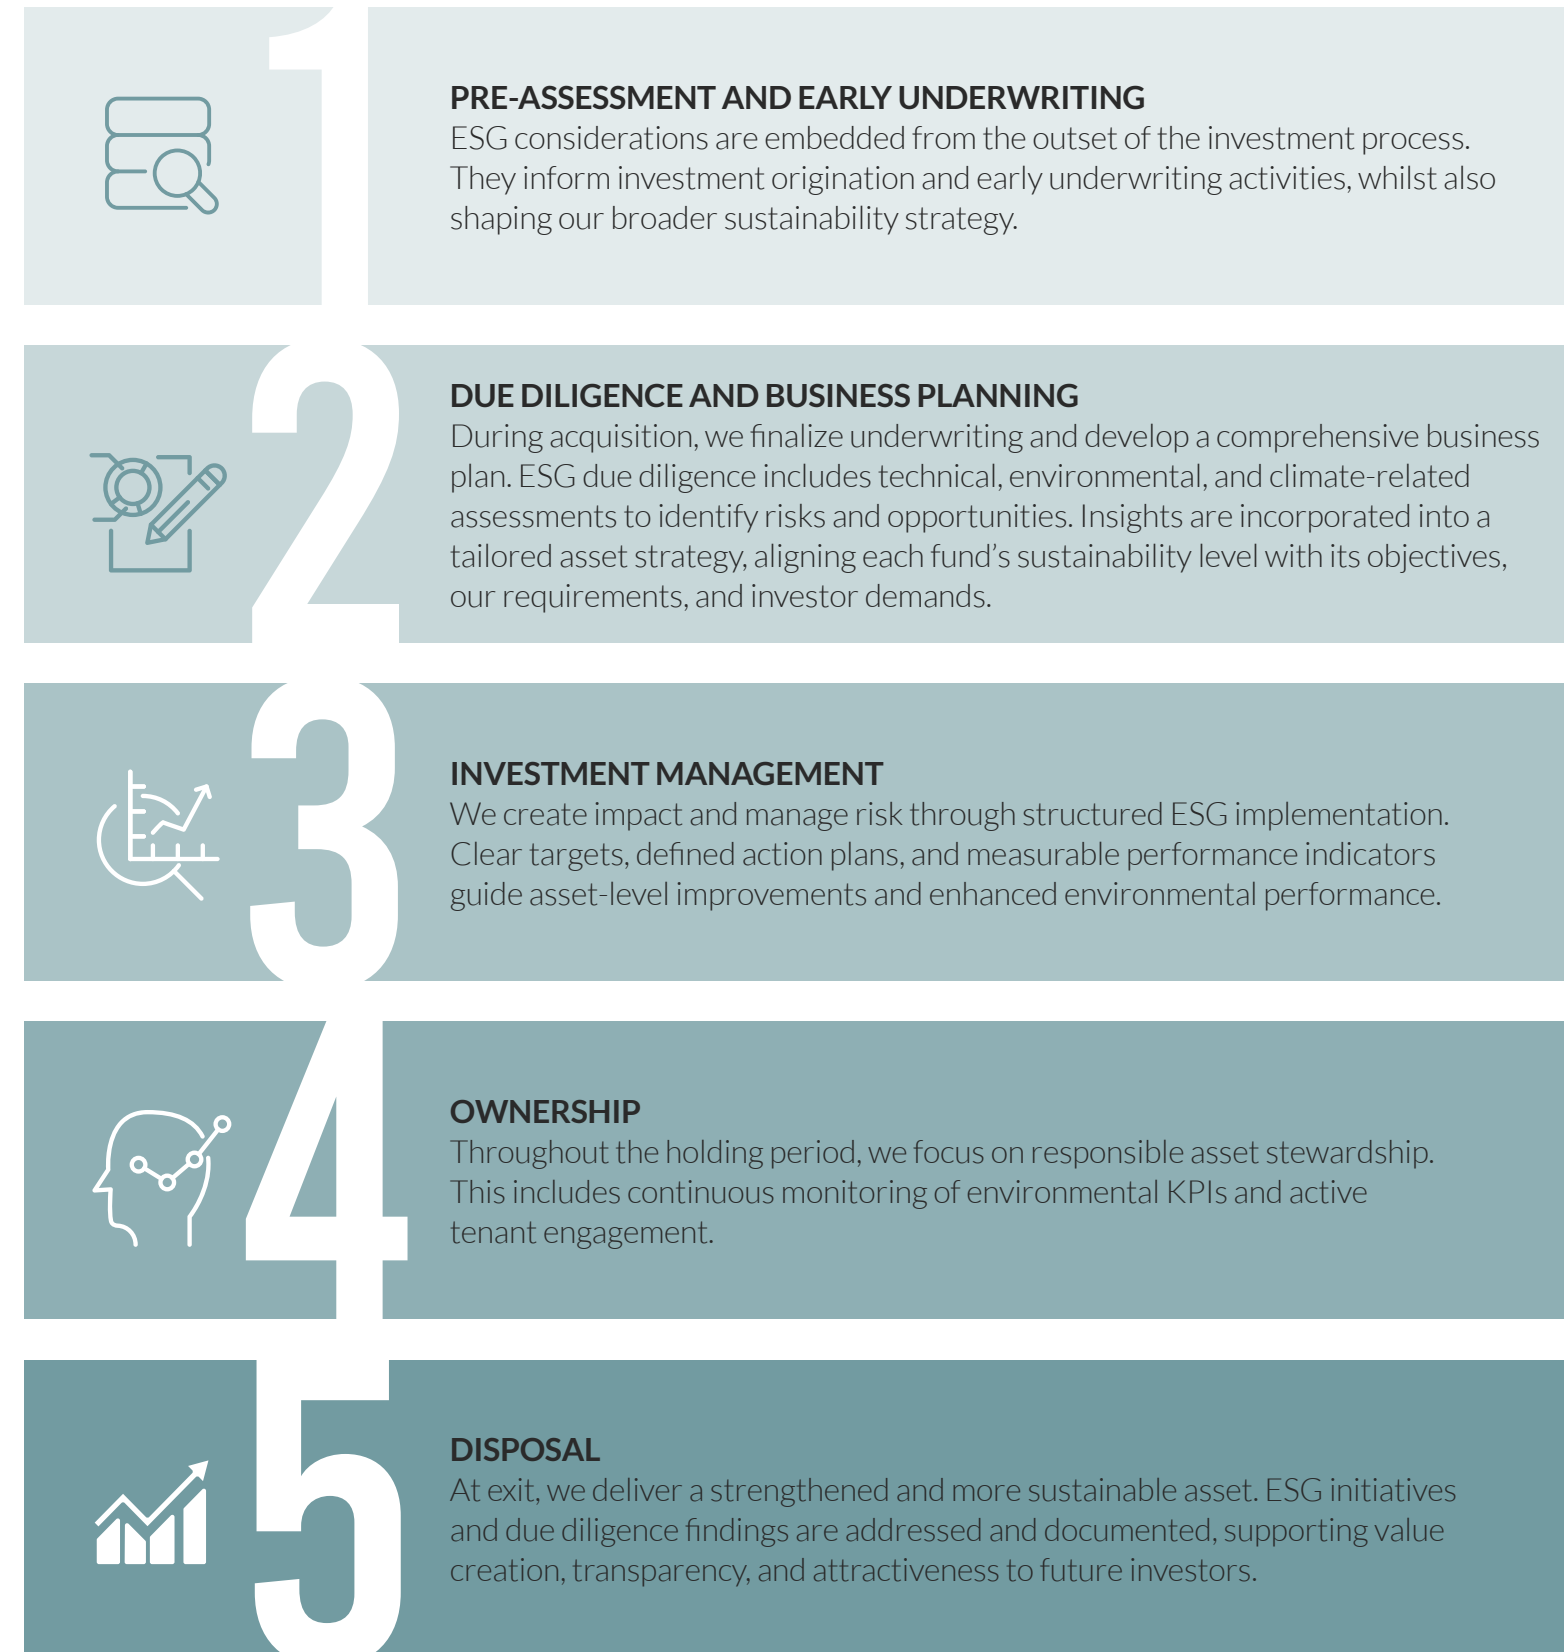 1
PRE-ASSESSMENT AND EARLY UNDERWRITING
ESG considerations are embedded from the outset of the investment process.
They inform investment origination and early underwriting activities, whilst also
shaping our broader sustainability strategy.
2
DUE DILIGENCE AND BUSINESS PLANNING
During acquisition, we finalize underwriting and develop a comprehensive business
plan. ESG due diligence includes technical, environmental, and climate-related
assessments to identify risks and opportunities. Insights are incorporated into a
tailored asset strategy, aligning each fund’s sustainability level with its objectives,
our requirements, and investor demands.
3
INVESTMENT MANAGEMENT
We create impact and manage risk through structured ESG implementation.
Clear targets, defined action plans, and measurable performance indicators
guide asset-level improvements and enhanced environmental performance.
4
OWNERSHIP
Throughout the holding period, we focus on responsible asset stewardship.
This includes continuous monitoring of environmental KPIs and active
tenant engagement.
5
DISPOSAL
At exit, we deliver a strengthened and more sustainable asset. ESG initiatives
and due diligence findings are addressed and documented, supporting value
creation, transparency, and attractiveness to future investors.